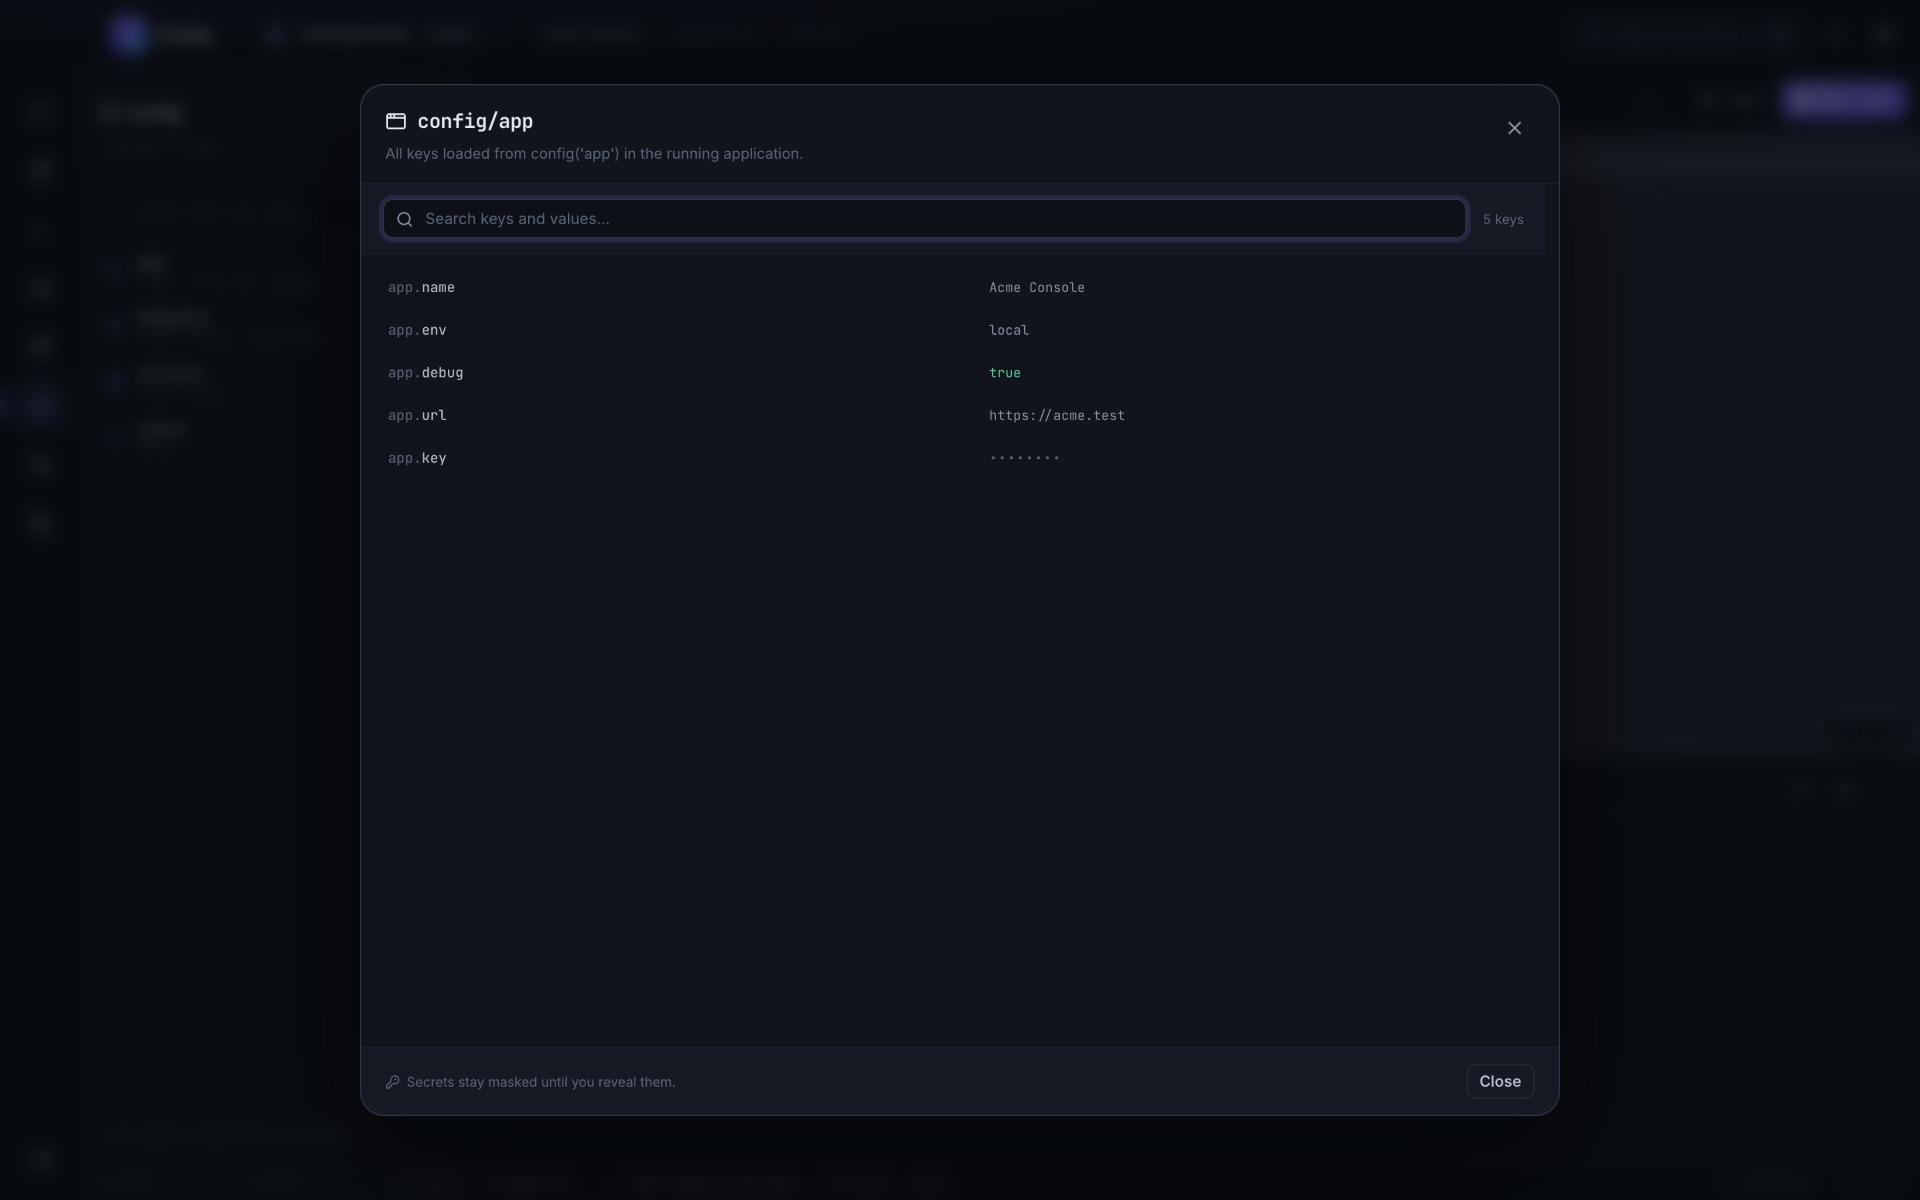 config/app
All keys loaded from config('app') in the running application.
Search keys and values...
5 keys
app.name Acme Console
app.env local
app.debug true
app.url https://acme.test
app.key ••••••••
Secrets stay masked until you reveal them.
Close